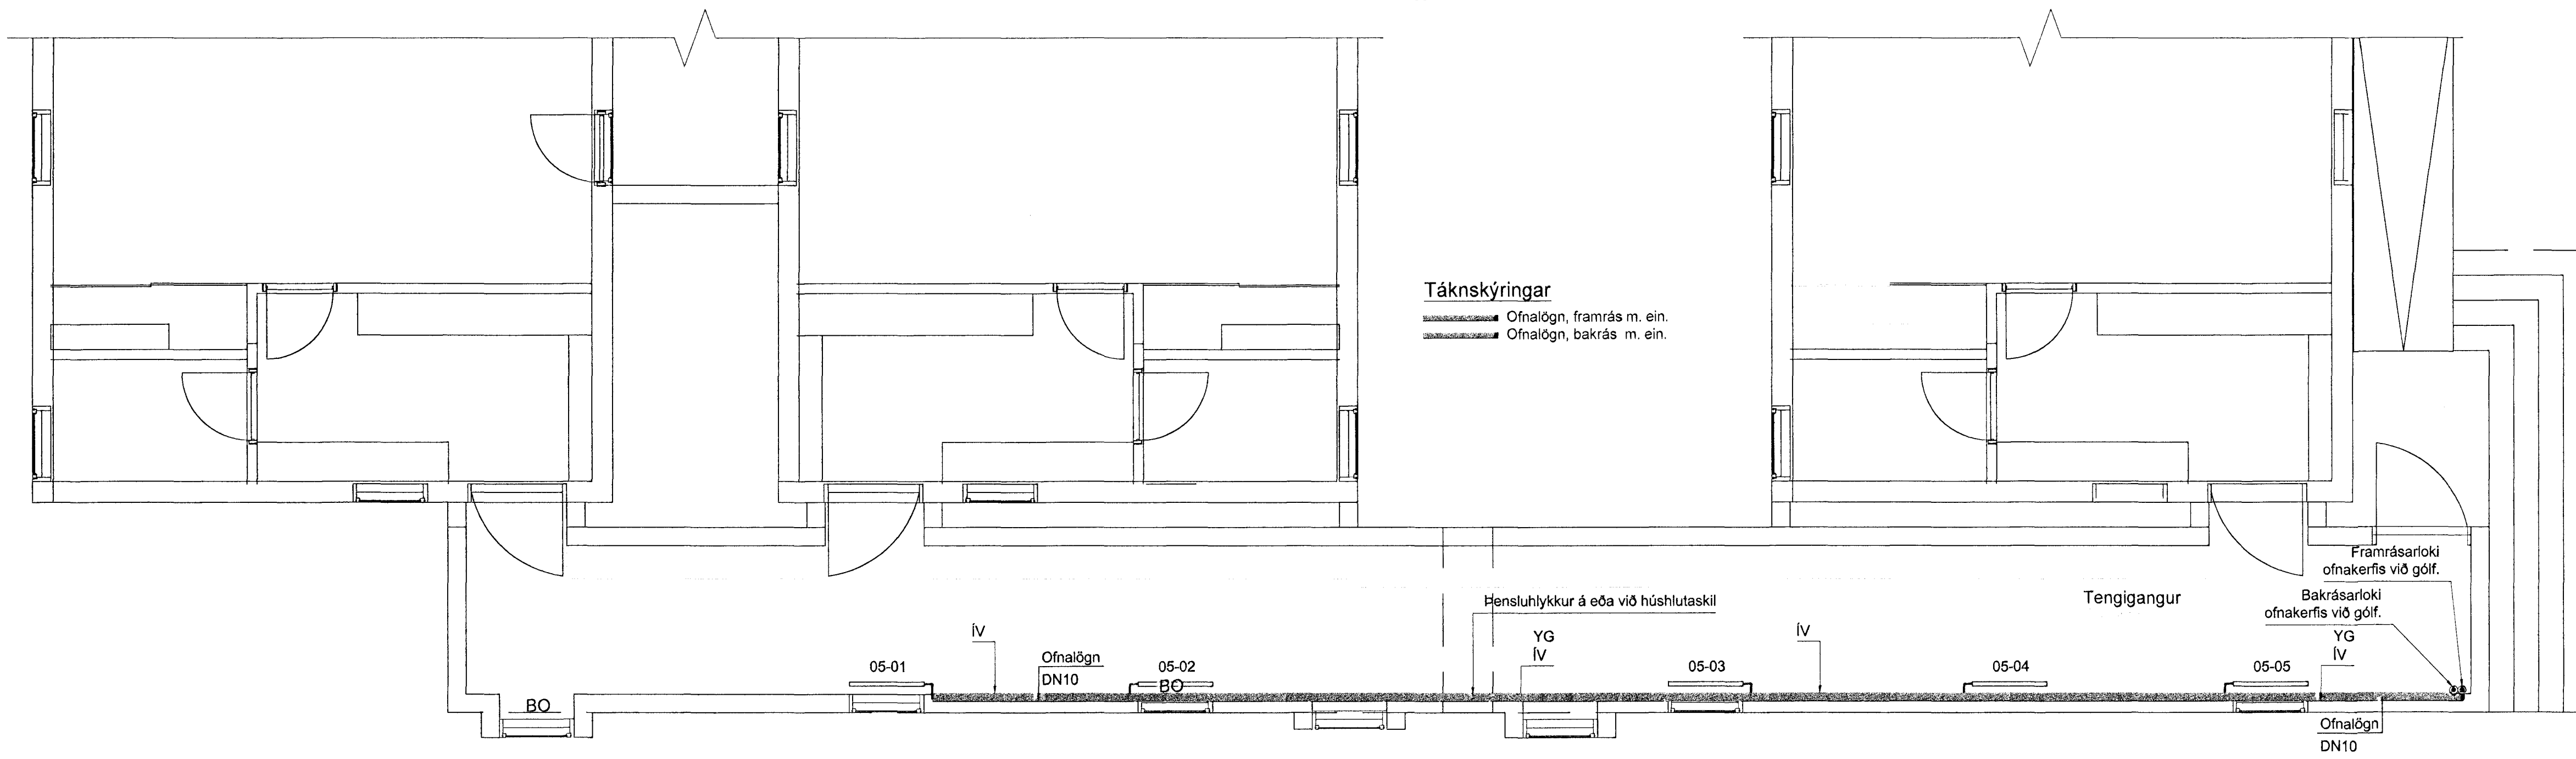 Táknskýringar
Ofnalögn, framrás m. ein.
Ofnalögn, bakrás m. ein.
Framrásarloki
ofnakerfis við gólf.
Þensluhlykkur á eða við húshlutaskil
Tengigangur
Bakrásarloki
ofnakerfis við gólf.
ÍV
YG
ÍV
ÍV
YG
ÍV
05-01
Ofnalögn
DN10
05-02
BO
05-03
05-04
05-05
BO
Ofnalögn
DN10